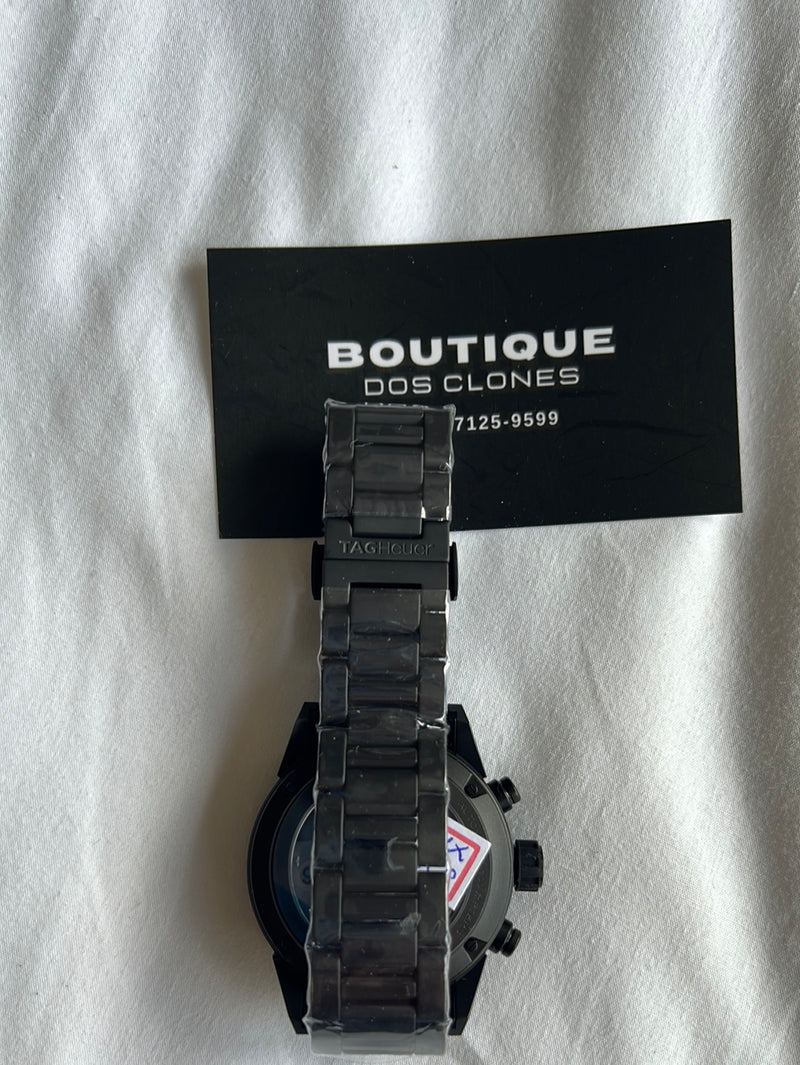 BOUTIQUE
DOS CLONES
7125-9599
TAGHeuer